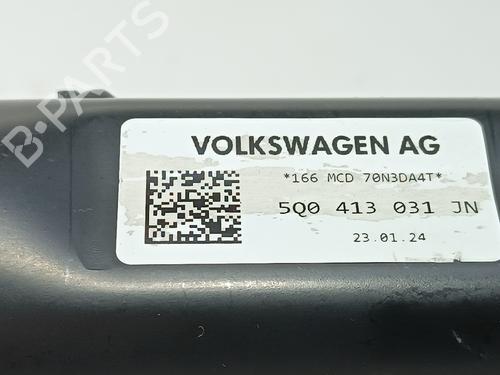 B-PARTS
VOLKSWAGEN AG
*166 MCD 70N3DA4T*
5Q0 413 031 JN
23.01.24